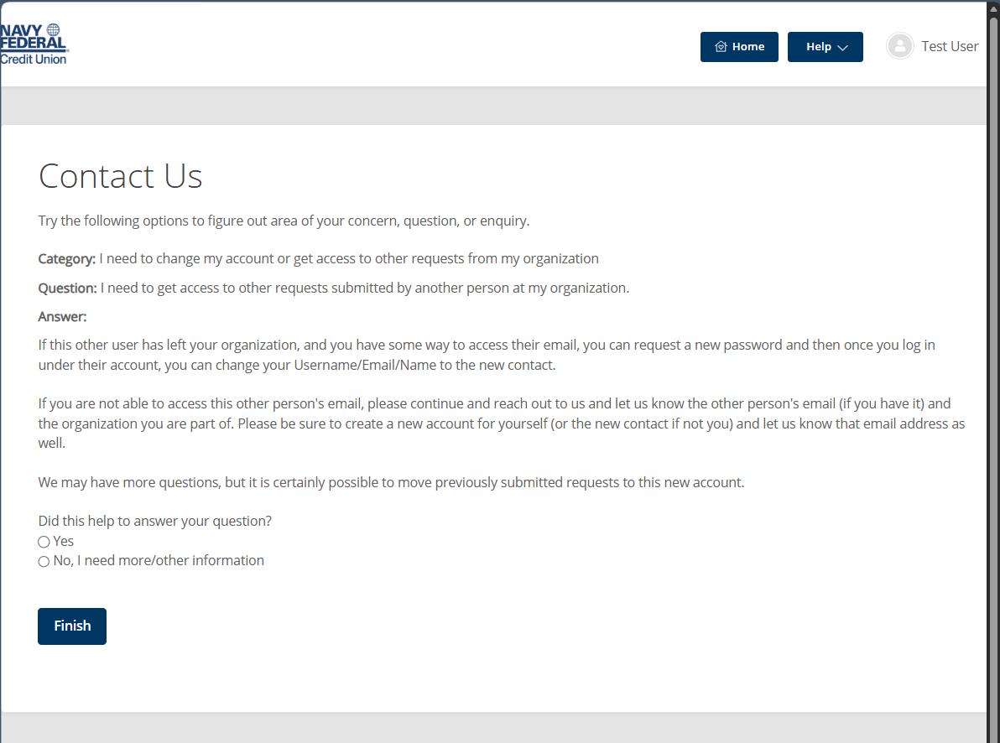 NAVY
FEDERAL
Credit Union
Home
Help
Test User
Contact Us
Try the following options to figure out area of your concern, question, or enquiry.
Category: I need to change my account or get access to other requests from my organization
Question: I need to get access to other requests submitted by another person at my organization.
Answer:
If this other user has left your organization, and you have some way to access their email, you can request a new password and then once you log in
under their account, you can change your Username/Email/Name to the new contact.
If you are not able to access this other person's email, please continue and reach out to us and let us know the other person's email (if you have it) and
the organization you are part of. Please be sure to create a new account for yourself (or the new contact if not you) and let us know that email address as
well.
We may have more questions, but it is certainly possible to move previously submitted requests to this new account.
Did this help to answer your question?
Yes
No, I need more/other information
Finish